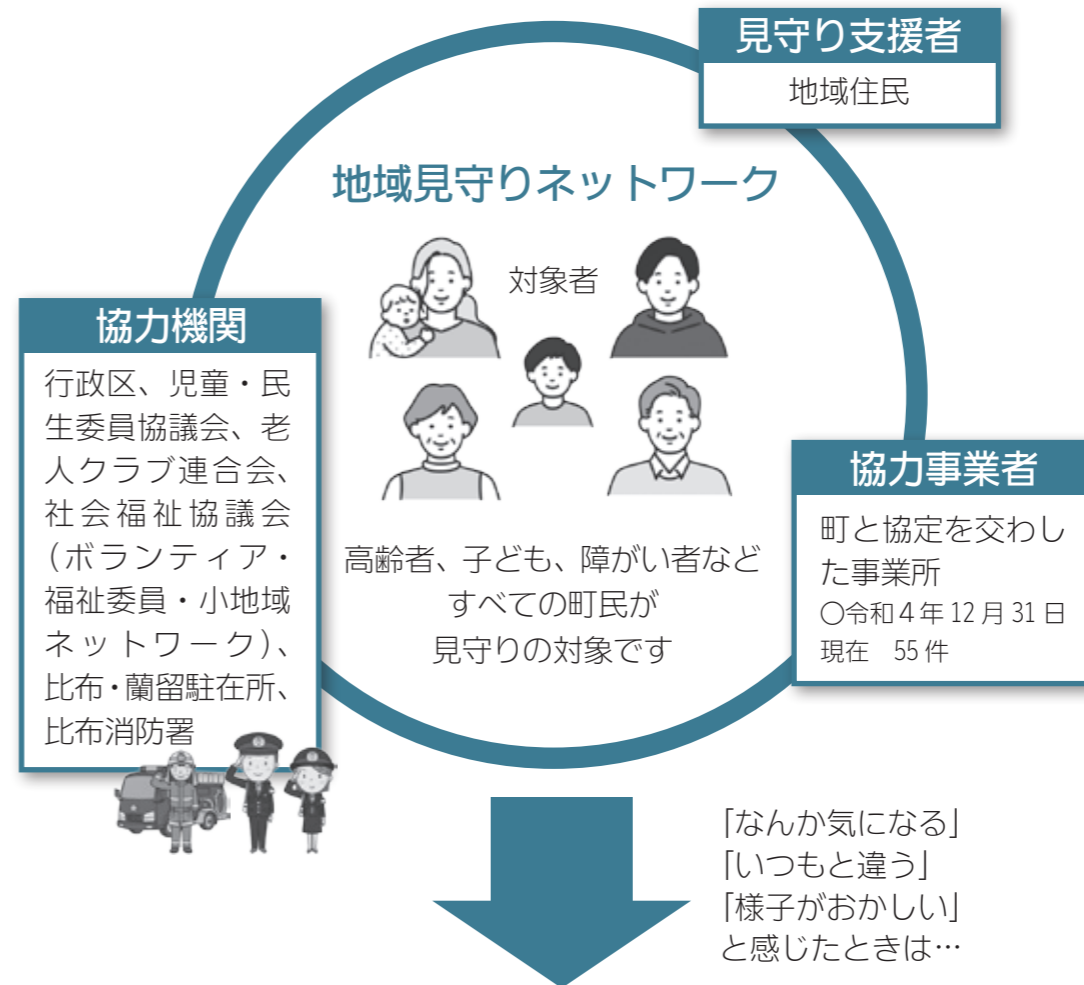 見守り支援者
地域住民
地域見守りネットワーク
対象者
高齢者、子ども、障がい者など
すべての町民が
見守りの対象です
協力機関
行政区、児童・民
生委員協議会、老
人クラブ連合会、
社会福祉協議会
(ボランティア・
福祉委員・小地域
ネットワーク)、
比布・蘭留駐在所、
比布消防署
協力事業者
町と協定を交わし
た事業所
○令和4年12月31日
現在 55件
「なんか気になる」
「いつもと違う」
「様子がおかしい」
と感じたときは…